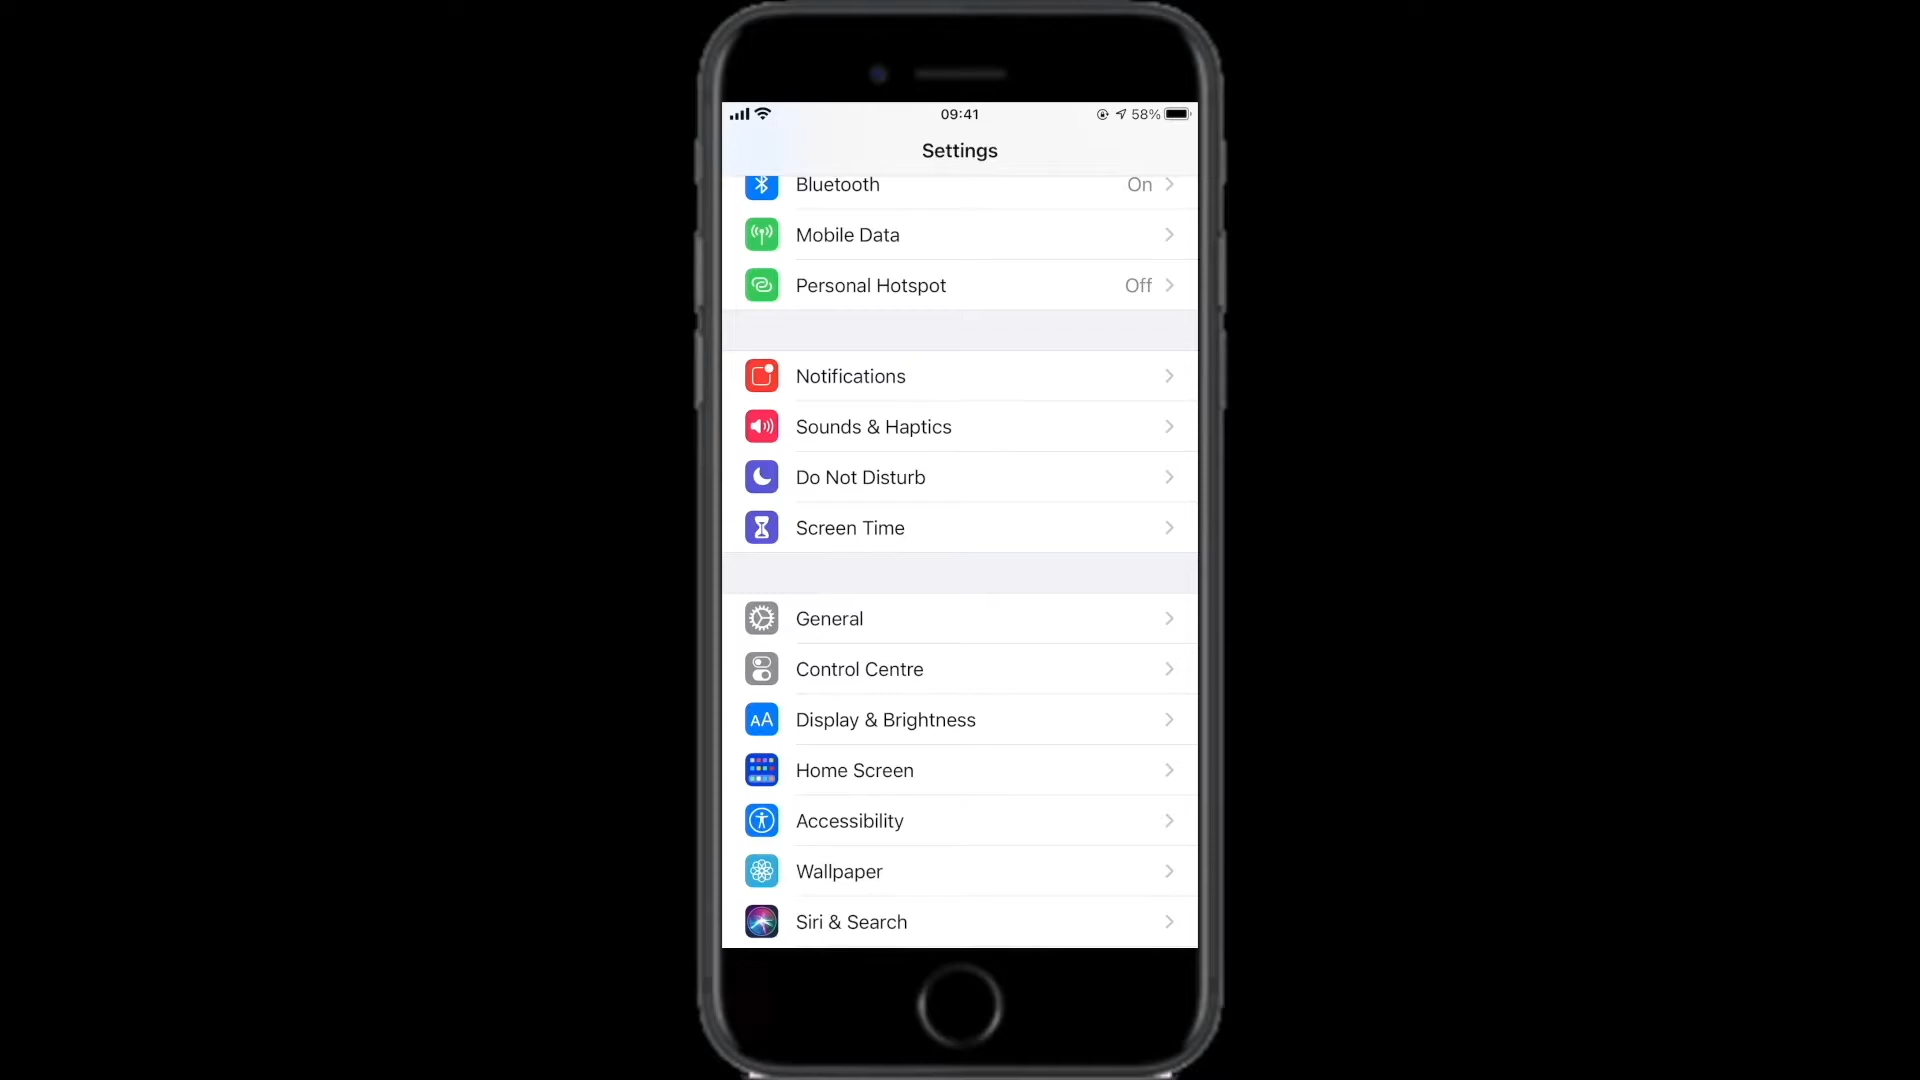 09:41
58%
Settings
Bluetooth On
Mobile Data
Personal Hotspot Off
Notifications
Sounds & Haptics
Do Not Disturb
Screen Time
General
Control Centre
AA Display & Brightness
Home Screen
Accessibility
Wallpaper
Siri & Search